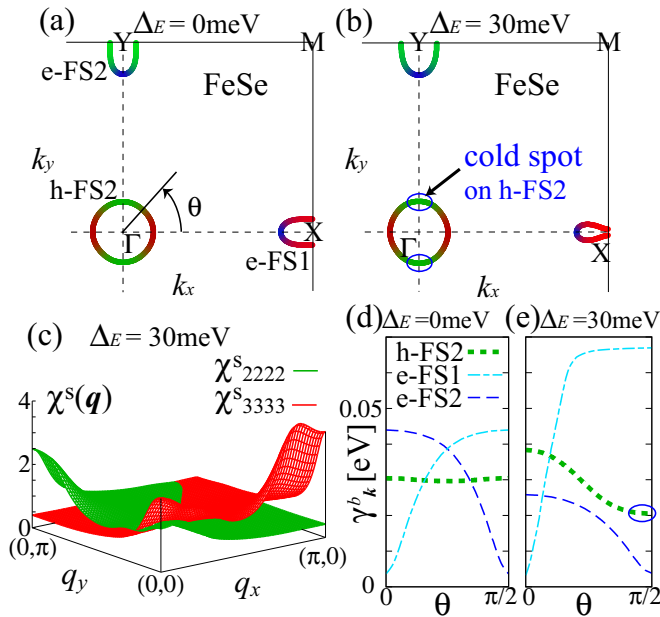 (a) Δ_E = 0meV
Y M
e-FS2
FeSe
k_y
h-FS2
θ
Γ
X
e-FS1
k_x
(b) Δ_E = 30meV
Y M
FeSe
k_y
cold spot
on h-FS2
Γ
X
k_x
(c) Δ_E = 30meV
χ^s_2222
χ^s_3333
χ^s(q)
4
3
2
1
0
(0,π)
(π,0)
q_y
(0,0)
q_x
(d) Δ_E = 0meV
h-FS2
e-FS1
e-FS2
0.05
γ^b_k [eV]
0
0 θ π/2
(e) Δ_E = 30meV
0 θ π/2